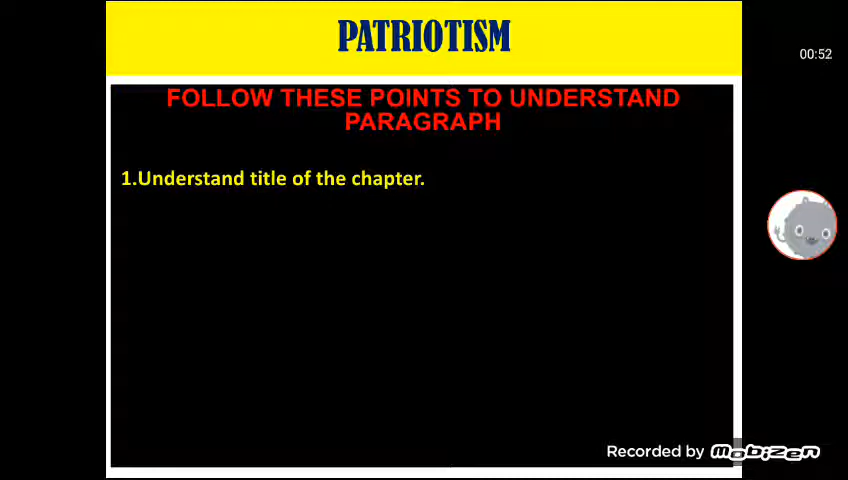 PATRIOTISM
00:52
FOLLOW THESE POINTS TO UNDERSTAND
PARAGRAPH
1.Understand title of the chapter.
Recorded by mobizen